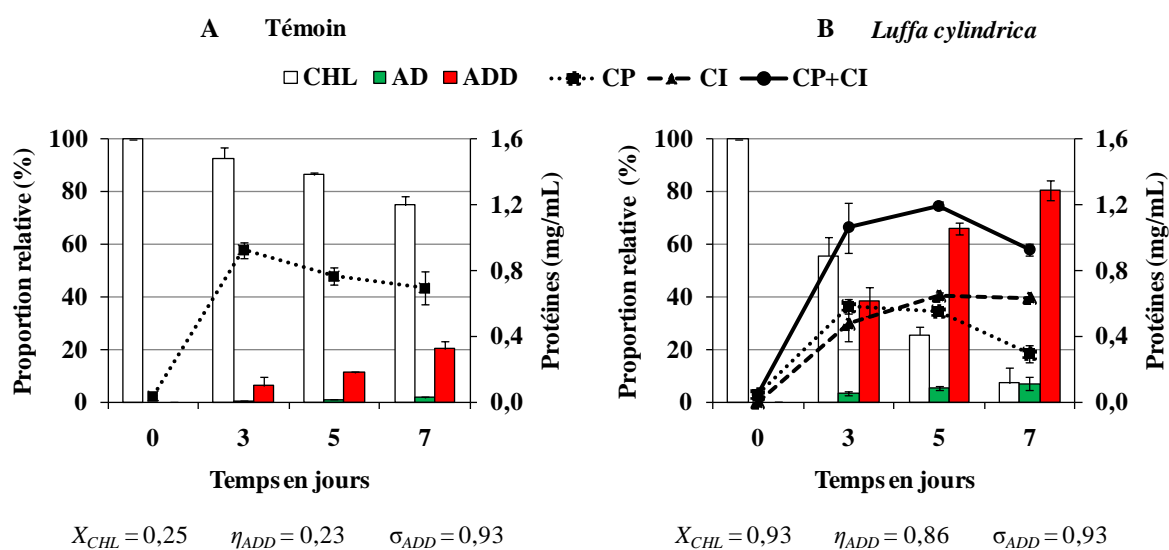 A Témoin
B Luffa cylindrica
CHL AD ADD CP CI CP+CI
Proportion relative (%)
100
80
60
40
20
0
1,6
1,2
0,8
0,4
0,0
Protéines (mg/mL)
0 3 5 7
Temps en jours
X_CHL = 0,25 η_ADD = 0,23 σ_ADD = 0,93
Proportion relative (%)
100
80
60
40
20
0
1,6
1,2
0,8
0,4
0,0
Protéines (mg/mL)
0 3 5 7
Temps en jours
X_CHL = 0,93 η_ADD = 0,86 σ_ADD = 0,93